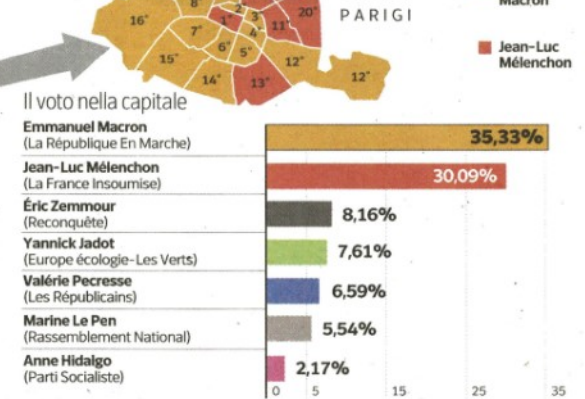 Macron
8°
2°
20°
PARIGI
16°
1°
3°
11°
7°
4°
Jean-Luc
Mélenchon
6°
5°
15°
12°
12°
14°
13°
Il voto nella capitale
Emmanuel Macron
(La République En Marche)
35,33%
Jean-Luc Mélenchon
(La France Insoumise)
30,09%
Éric Zemmour
(Reconquête)
8,16%
Yannick Jadot
(Europe écologie-Les Verts)
7,61%
Valérie Pecresse
(Les Républicains)
6,59%
Marine Le Pen
(Rassemblement National)
5,54%
Anne Hidalgo
(Parti Socialiste)
2,17%
0 5 15 25 35